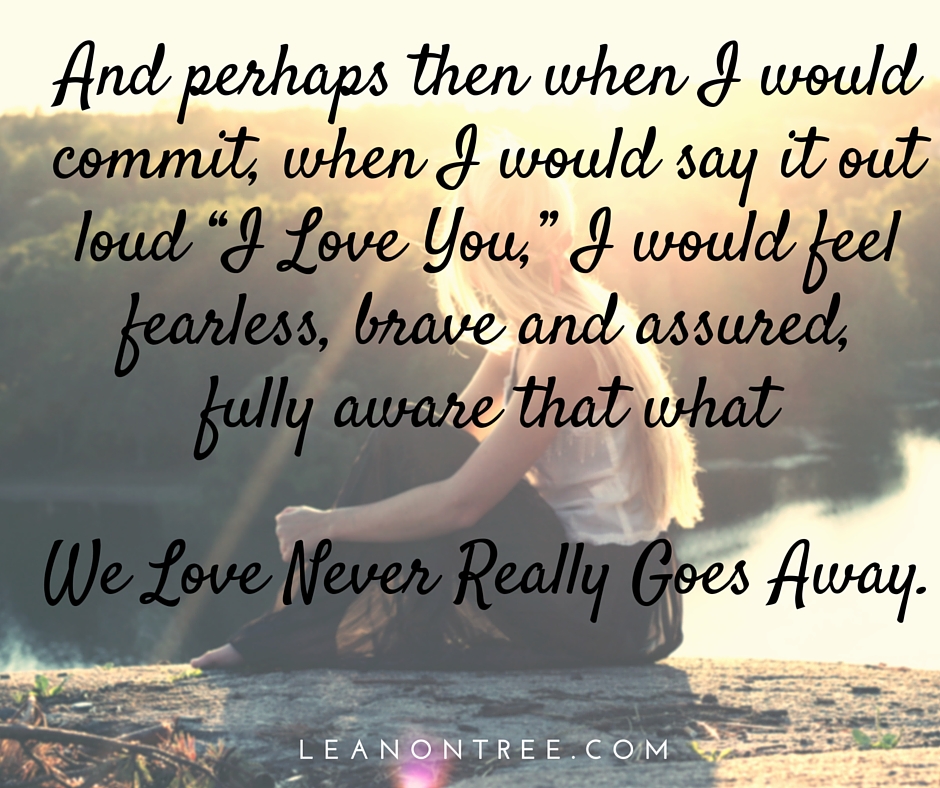 And perhaps then when I would
commit, when I would say it out
loud “I Love You,” I would feel
fearless, brave and assured,
fully aware that what
We Love Never Really Goes Away.
LEANONTREE.COM